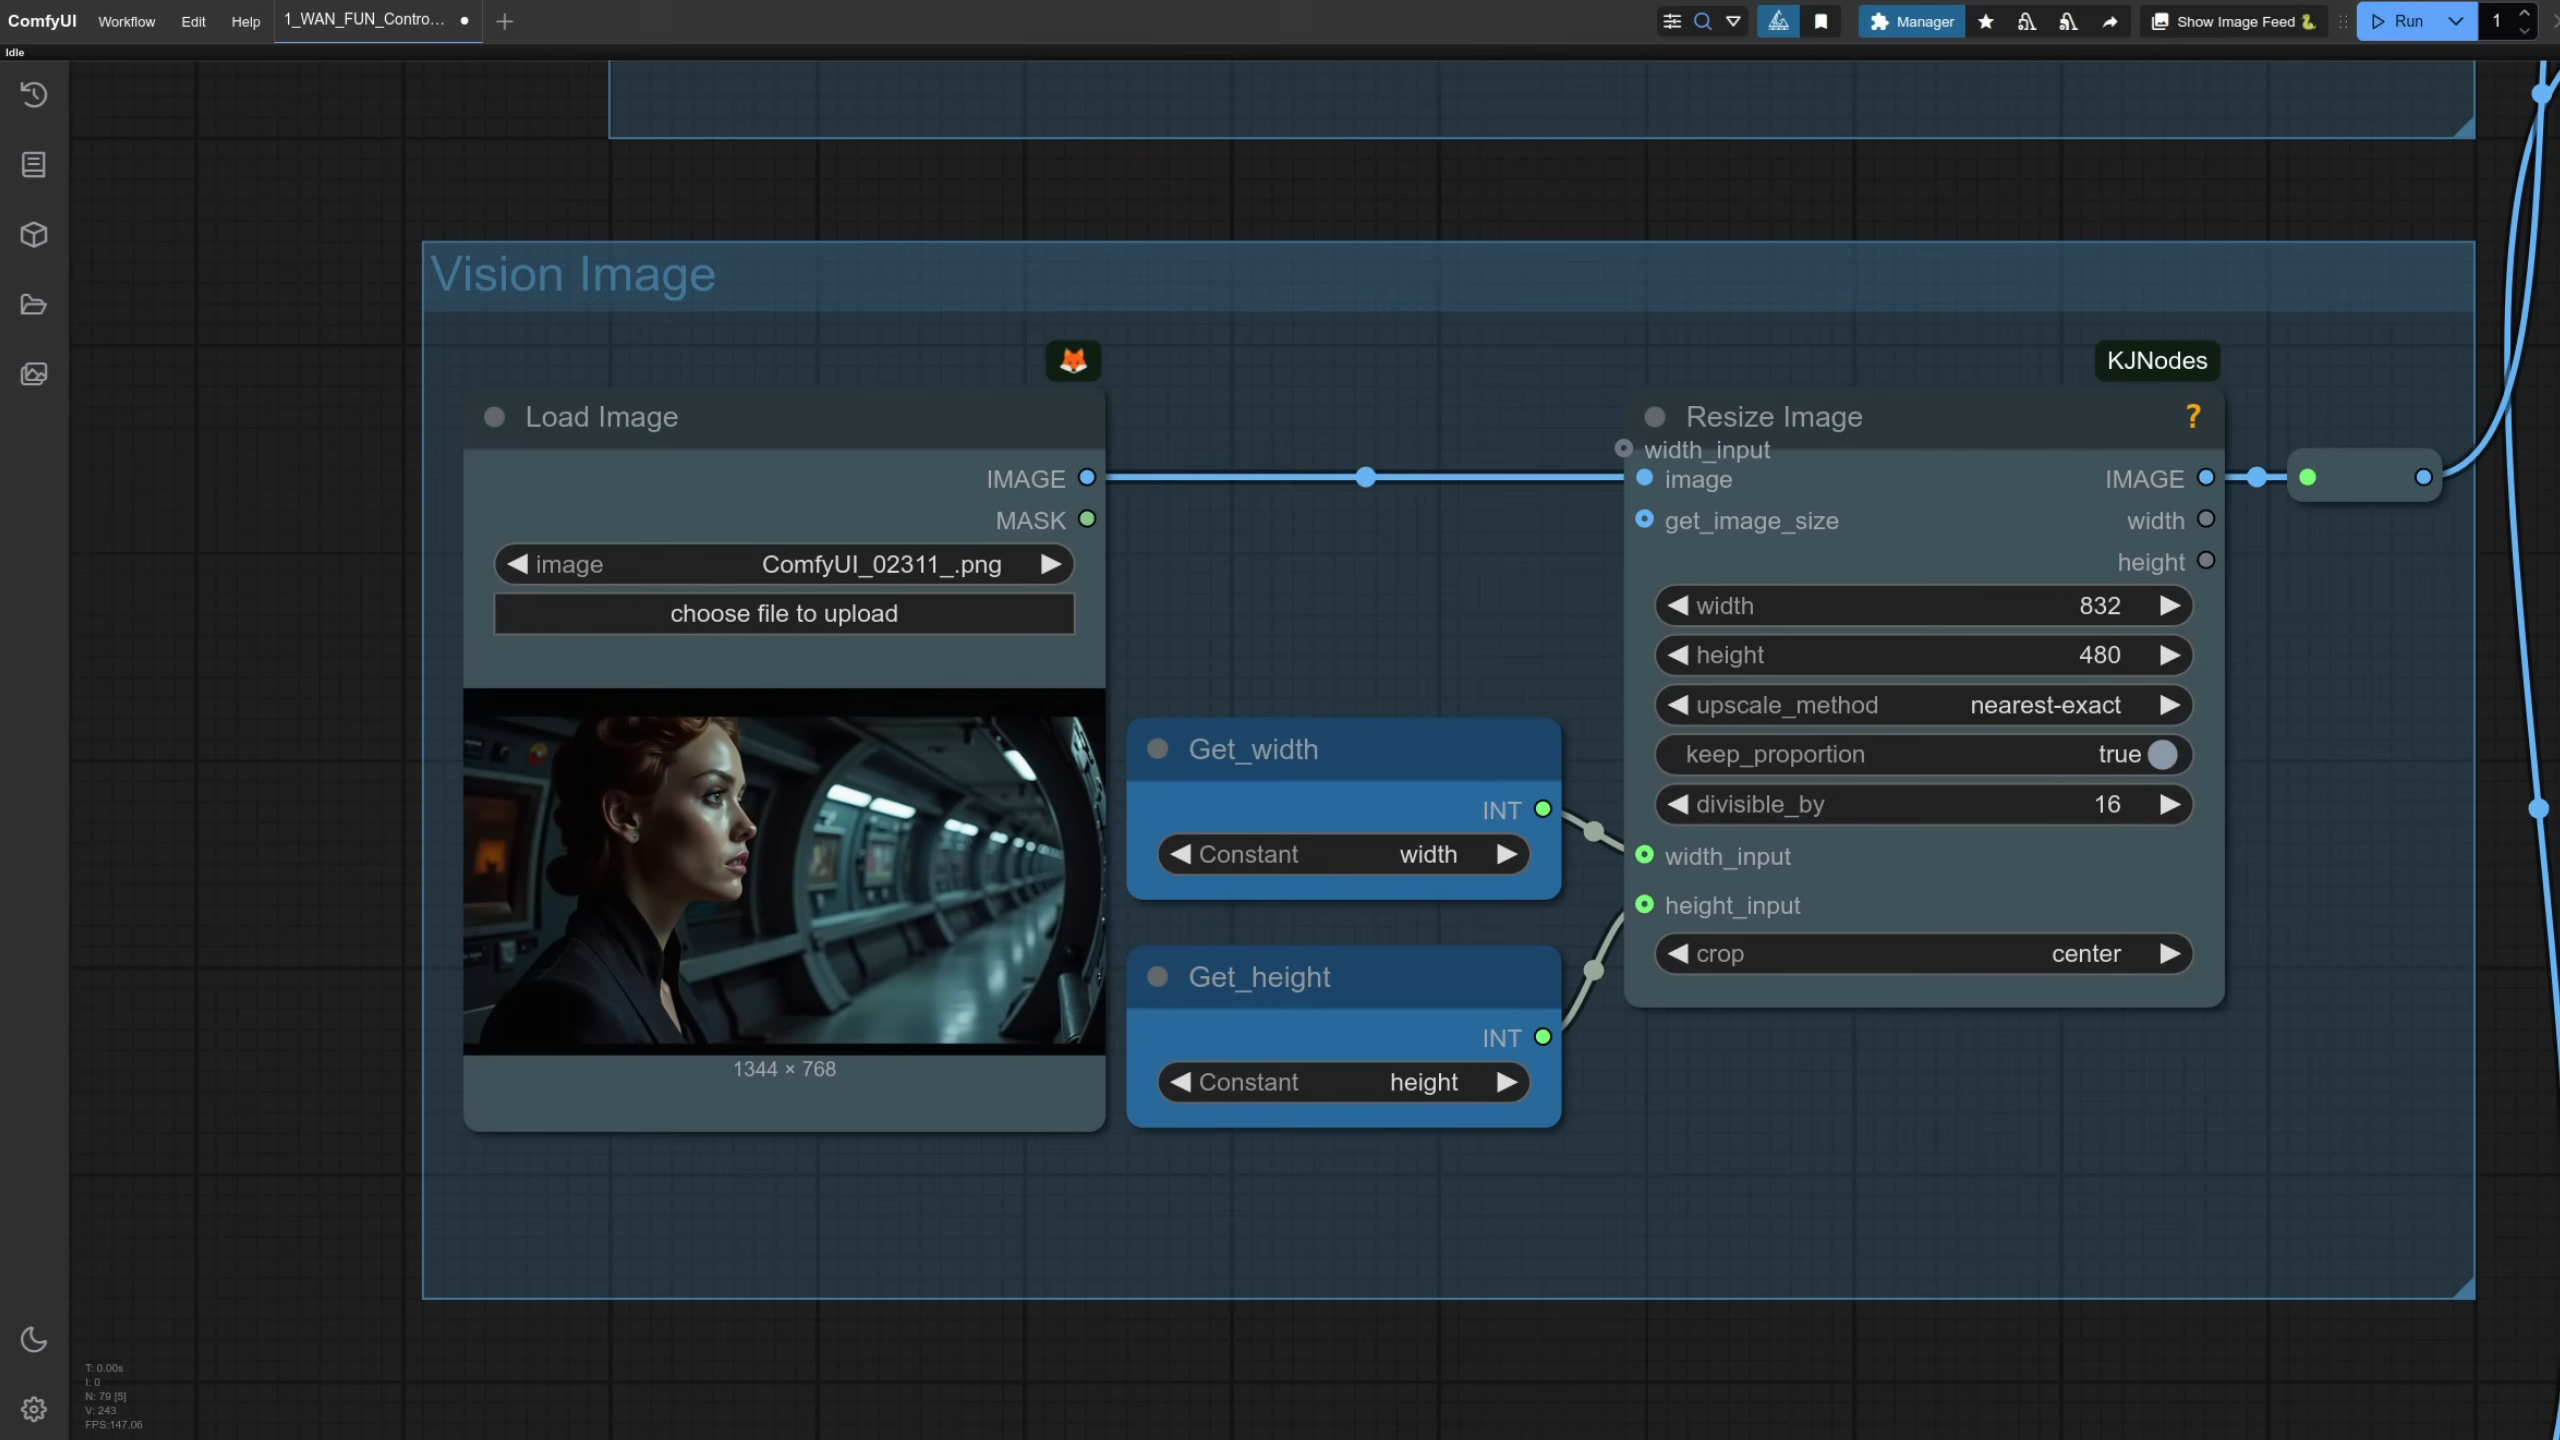 ComfyUI Workflow Edit Help 1_WAN_FUN_Contro... Manager Show Image Feed Run 1
Idle
Vision Image
KJNodes
Load Image
Resize Image ?
width_input
IMAGE
image IMAGE
MASK
get_image_size width
height
image ComfyUI_02311_.png
choose file to upload
width 832
height 480
upscale_method nearest-exact
keep_proportion true
divisible_by 16
width_input
height_input
crop center
Get_width
INT
Constant width
Get_height
INT
Constant height
1344 × 768
T: 0.00s
I: 0
N: 79 [5]
V: 243
FPS:147.06